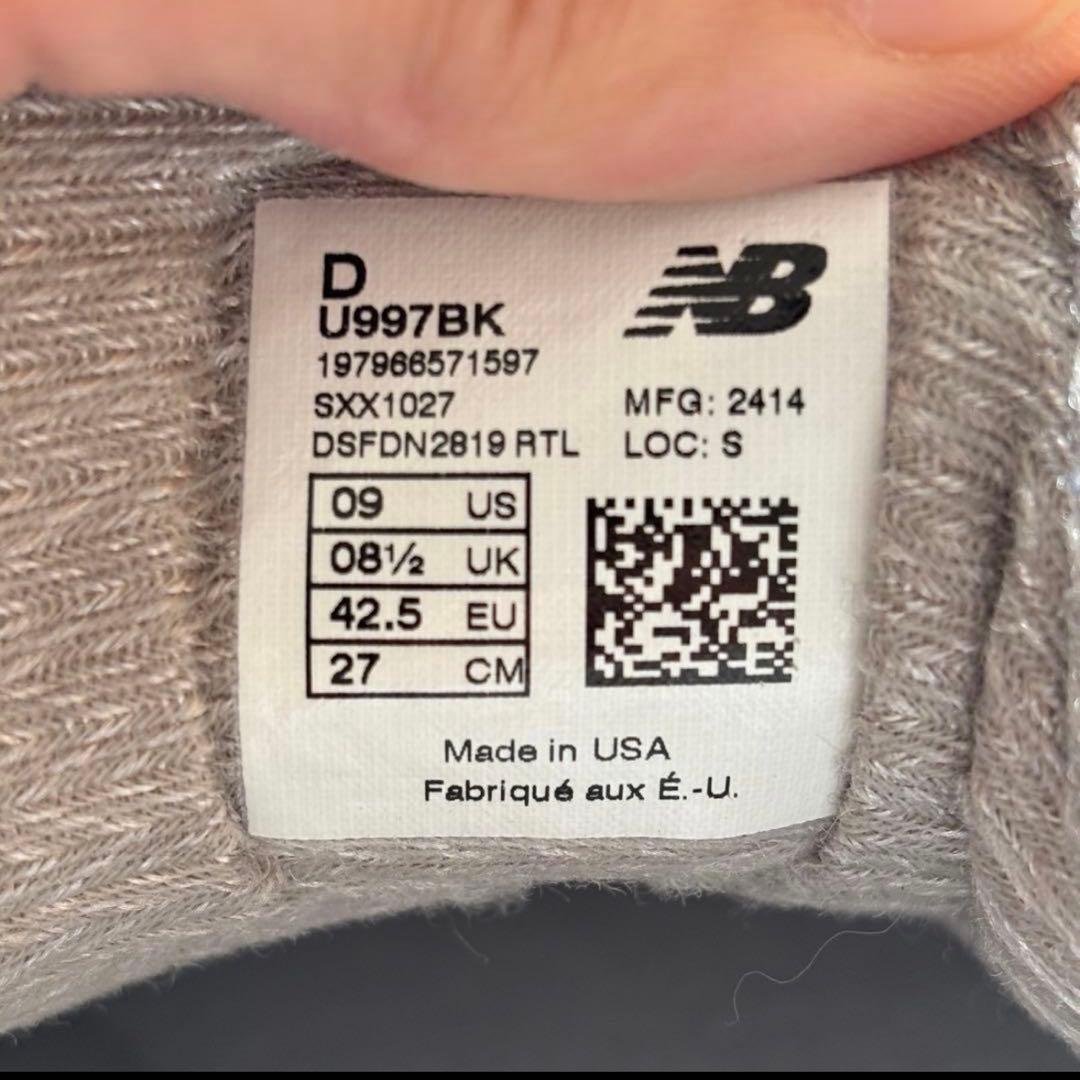 D
NB
U997BK
197966571597
SXX1027
MFG: 2414
DSFDN2819 RTL
LOC: S
09 US
08½ UK
42.5 EU
27 CM
Made in USA
Fabriqué aux É.-U.